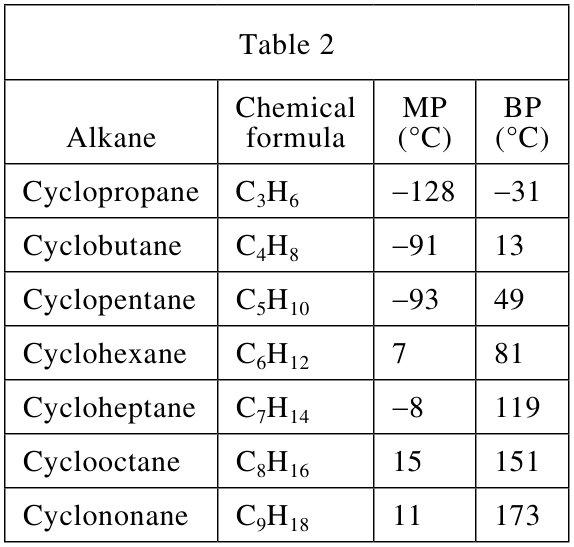 Table 2
Alkane Chemical formula MP (°C) BP (°C)
Cyclopropane C₃H₆ –128 –31
Cyclobutane C₄H₈ –91 13
Cyclopentane C₅H₁₀ –93 49
Cyclohexane C₆H₁₂ 7 81
Cycloheptane C₇H₁₄ –8 119
Cyclooctane C₈H₁₆ 15 151
Cyclononane C₉H₁₈ 11 173